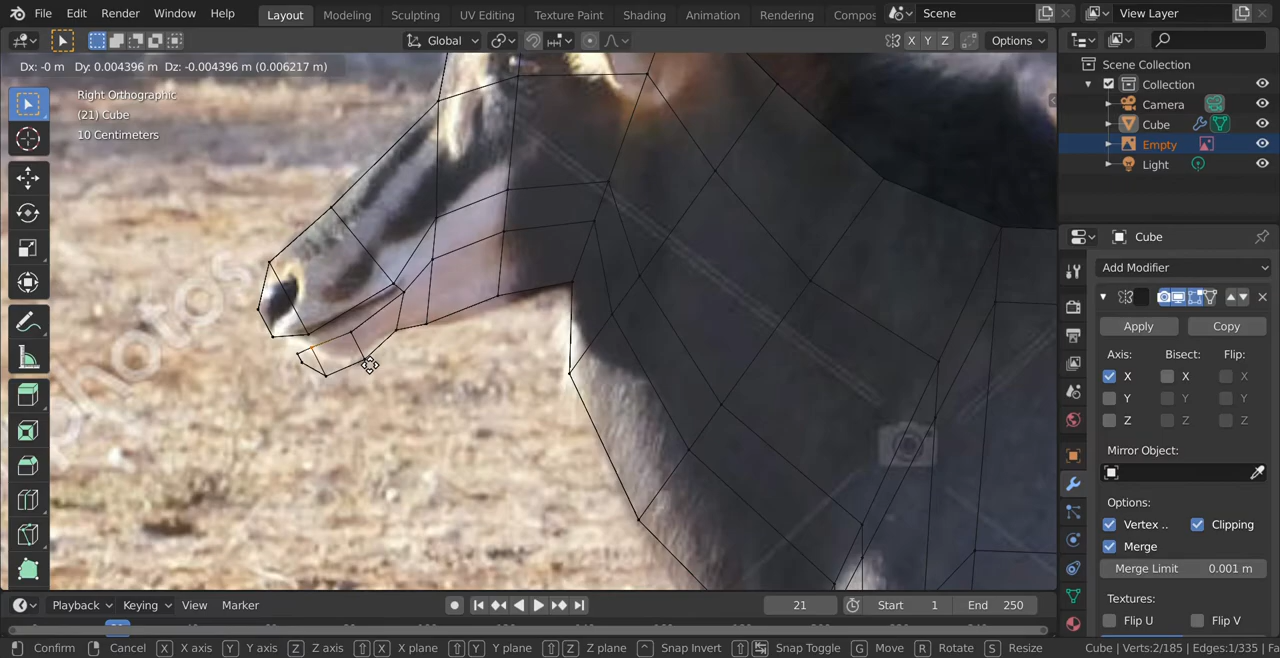 File Edit Render Window Help Layout Modeling Sculpting UV Editing Texture Paint Shading Animation Rendering Compos Scene View Layer
Global X Y Z Options
Dx: -0 m Dy: 0.004396 m Dz: -0.004396 m (0.006217 m)
Right Orthographic
(21) Cube
10 Centimeters
photos
Scene Collection
Collection
Camera
Cube
Empty
Light
Cube
Add Modifier
Apply Copy
Axis: Bisect: Flip:
X X X
Y Y Y
Z Z Z
Mirror Object:
Options:
Vertex .. Clipping
Merge
Merge Limit 0.001 m
Textures:
Flip U Flip V
Playback Keying View Marker 21 Start 1 End 250
Confirm Cancel X X axis Y Y axis Z Z axis X X plane Y Y plane Z Z plane ^ Snap Invert Snap Toggle G Move R Rotate S Resize Cube | Verts:2/185 | Edges:1/335 | Fa